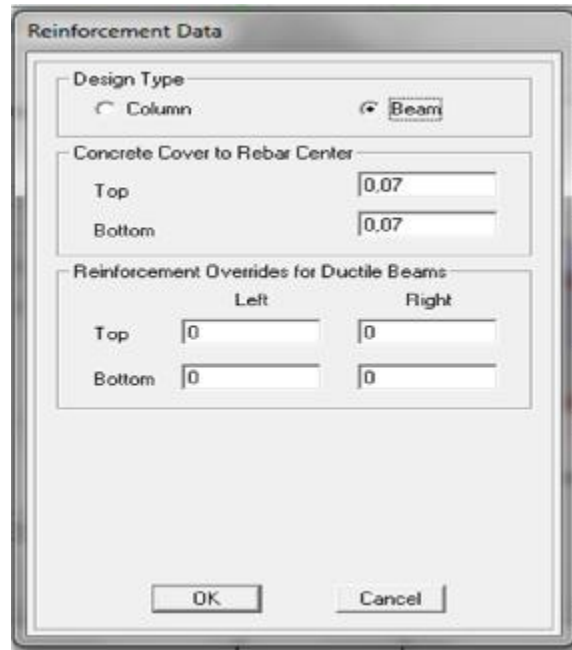 Reinforcement Data
Design Type
Column Beam
Concrete Cover to Rebar Center
Top 0,07
Bottom 0,07
Reinforcement Overrides for Ductile Beams
Left Right
Top 0 0
Bottom 0 0
OK Cancel